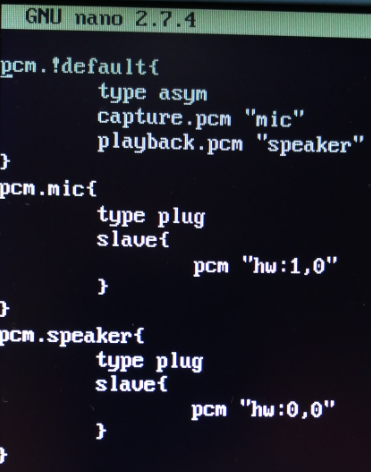 GNU nano 2.7.4
pcm.!default{
type asym
capture.pcm "mic"
playback.pcm "speaker"
}
pcm.mic{
type plug
slave{
pcm "hw:1,0"
}
}
pcm.speaker{
type plug
slave{
pcm "hw:0,0"
}
}